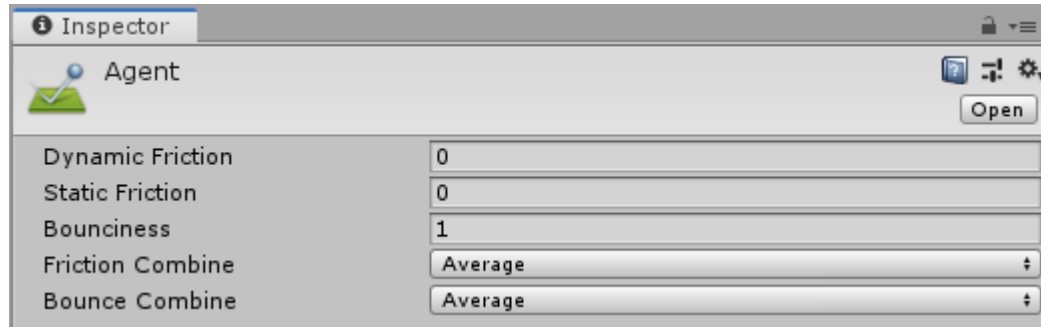 Inspector
Agent
Open
Dynamic Friction 0
Static Friction 0
Bounciness 1
Friction Combine Average
Bounce Combine Average